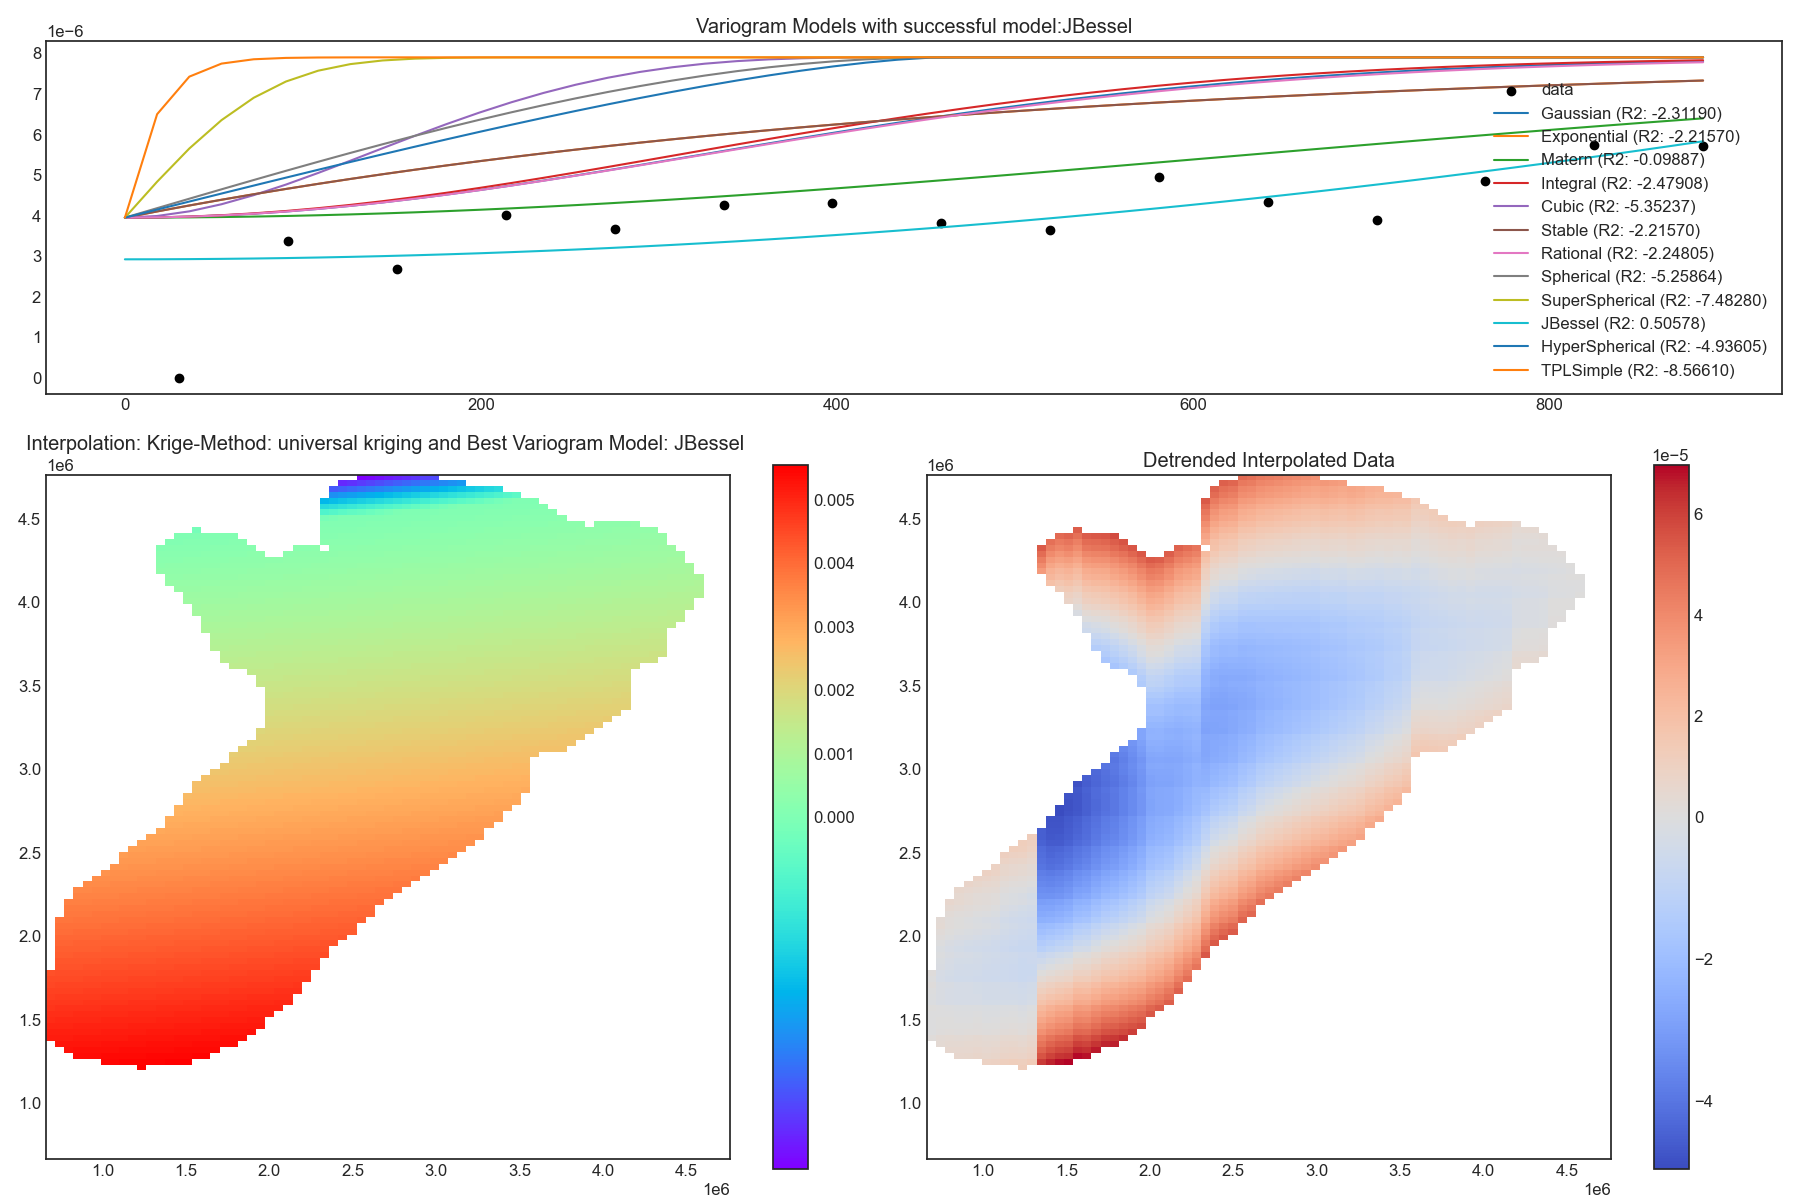 Variogram Models with successful model:JBessel
1e−6
8
7
6
5
4
3
2
1
0
0 200 400 600 800
data
Gaussian (R2: -2.31190)
Exponential (R2: -2.21570)
Matern (R2: -0.09887)
Integral (R2: -2.47908)
Cubic (R2: -5.35237)
Stable (R2: -2.21570)
Rational (R2: -2.24805)
Spherical (R2: -5.25864)
SuperSpherical (R2: -7.48280)
JBessel (R2: 0.50578)
HyperSpherical (R2: -4.93605)
TPLSimple (R2: -8.56610)
Interpolation: Krige-Method: universal kriging and Best Variogram Model: JBessel
1e6
4.5
4.0
3.5
3.0
2.5
2.0
1.5
1.0
1.0 1.5 2.0 2.5 3.0 3.5 4.0 4.5
1e6
0.005
0.004
0.003
0.002
0.001
0.000
Detrended Interpolated Data
1e6
4.5
4.0
3.5
3.0
2.5
2.0
1.5
1.0
1.0 1.5 2.0 2.5 3.0 3.5 4.0 4.5
1e6
1e−5
6
4
2
0
−2
−4